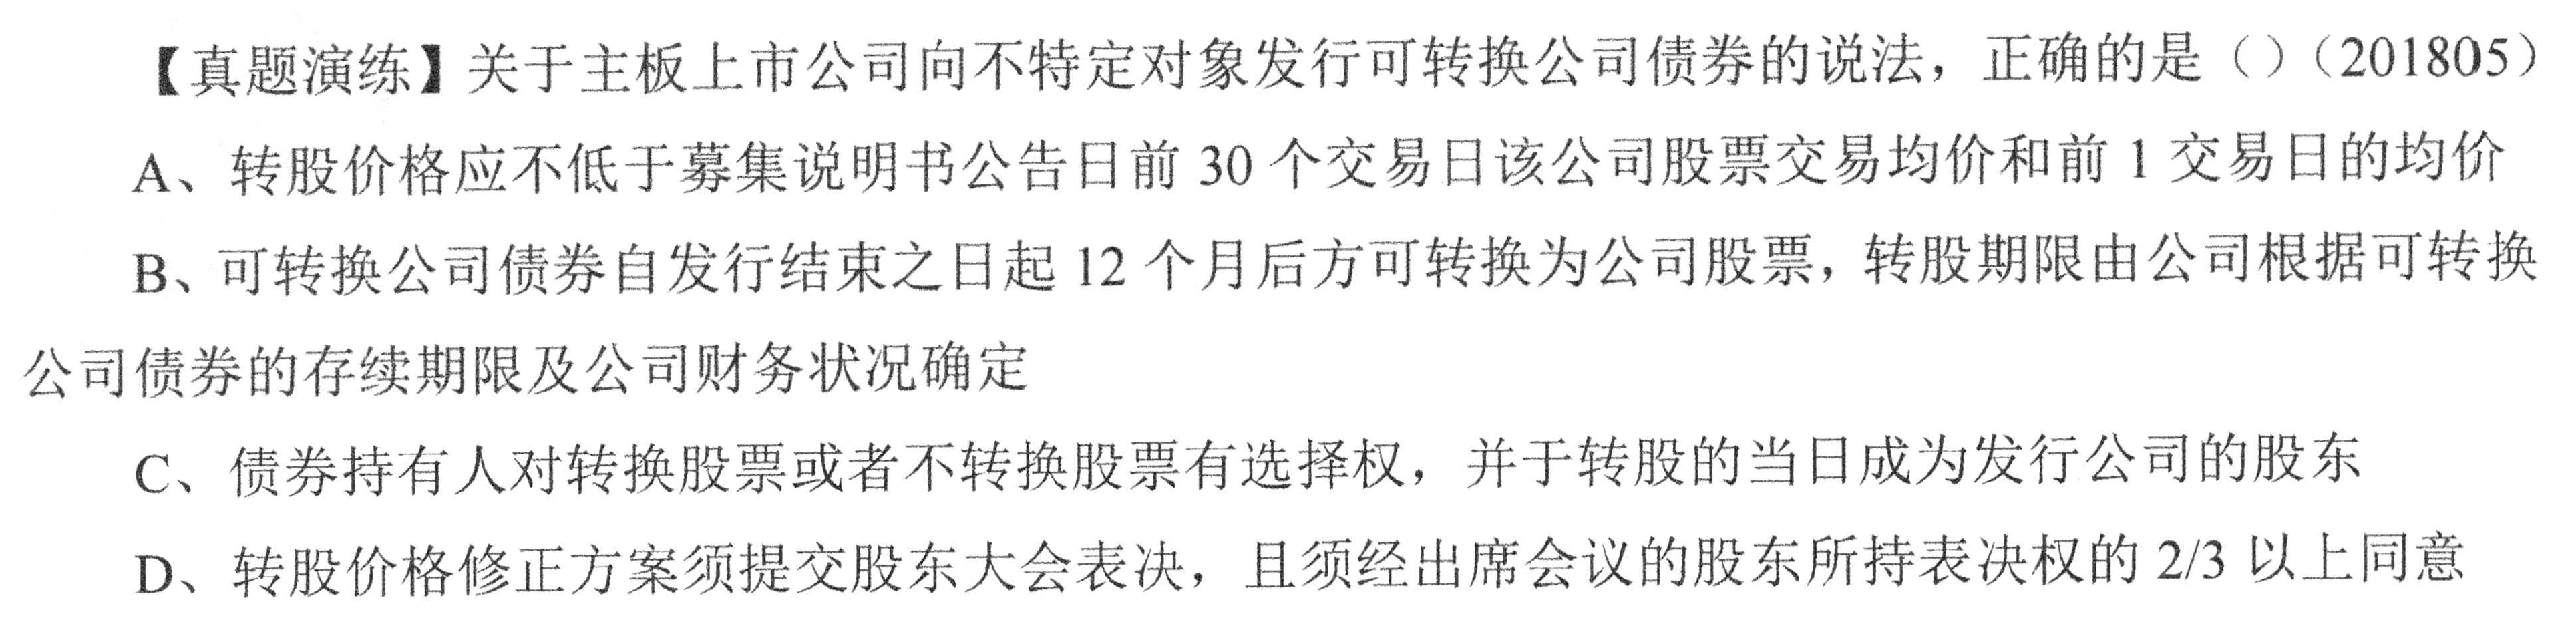 【真题演练】关于主板上市公司向不特定对象发行可转换公司债券的说法，正确的是（）（201805）
A、转股价格应不低于募集说明书公告日前 30 个交易日该公司股票交易均价和前 1 交易日的均价
B、可转换公司债券自发行结束之日起 12 个月后方可转换为公司股票，转股期限由公司根据可转换
公司债券的存续期限及公司财务状况确定
C、债券持有人对转换股票或者不转换股票有选择权，并于转股的当日成为发行公司的股东
D、转股价格修正方案须提交股东大会表决，且须经出席会议的股东所持表决权的 2/3 以上同意